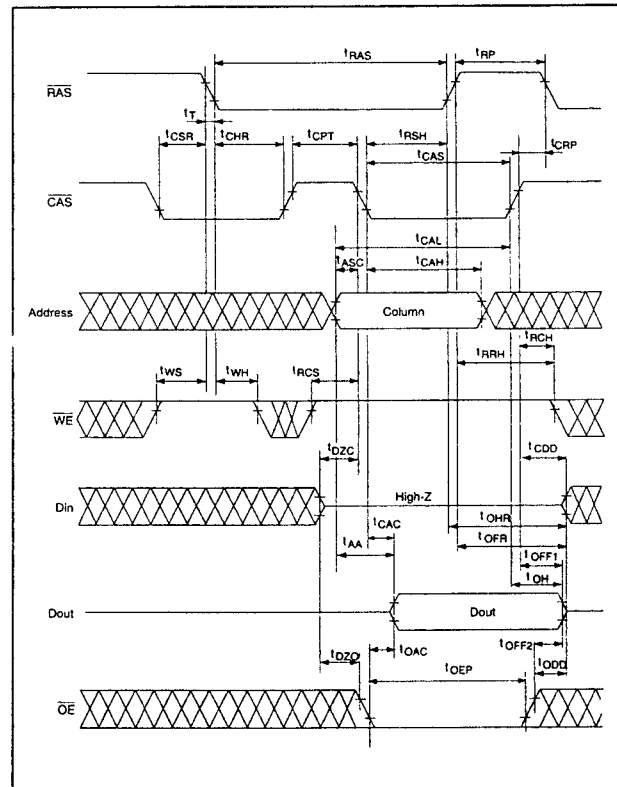 tRAS tRP
RAS
tT
tCSR tCHR tCPT tRSH tCRP
tCAS
CAS
tCAL
tASC tCAH
Address Column
tRCH
tRRH
tWS tWH tRCS
WE
tDZC tCDD
Din High-Z
tCAC tOHR
tAA tOFR
tOFF1
tOH
Dout Dout
tOFF2
tDZO tOAC tODD
tOEP
OE